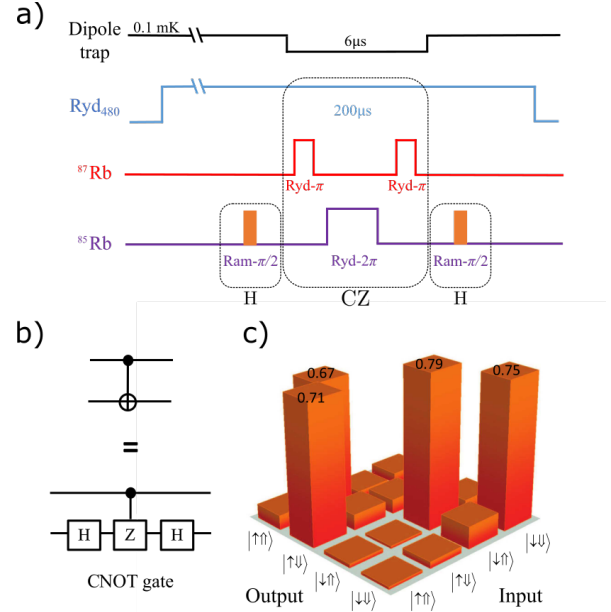 a)
Dipole
trap
0.1 mK
6μs
Ryd₄₈₀
200μs
⁸⁷Rb
Ryd-π
Ryd-π
⁸⁵Rb
Ram-π/2
Ryd-2π
Ram-π/2
H
CZ
H
b)
=
H
Z
H
CNOT gate
c)
0.67
0.71
0.79
0.75
|↑⇑⟩
|↑⇓⟩
|↓⇑⟩
|↓⇓⟩
Output
|↑⇑⟩
|↑⇓⟩
|↓⇑⟩
|↓⇓⟩
Input